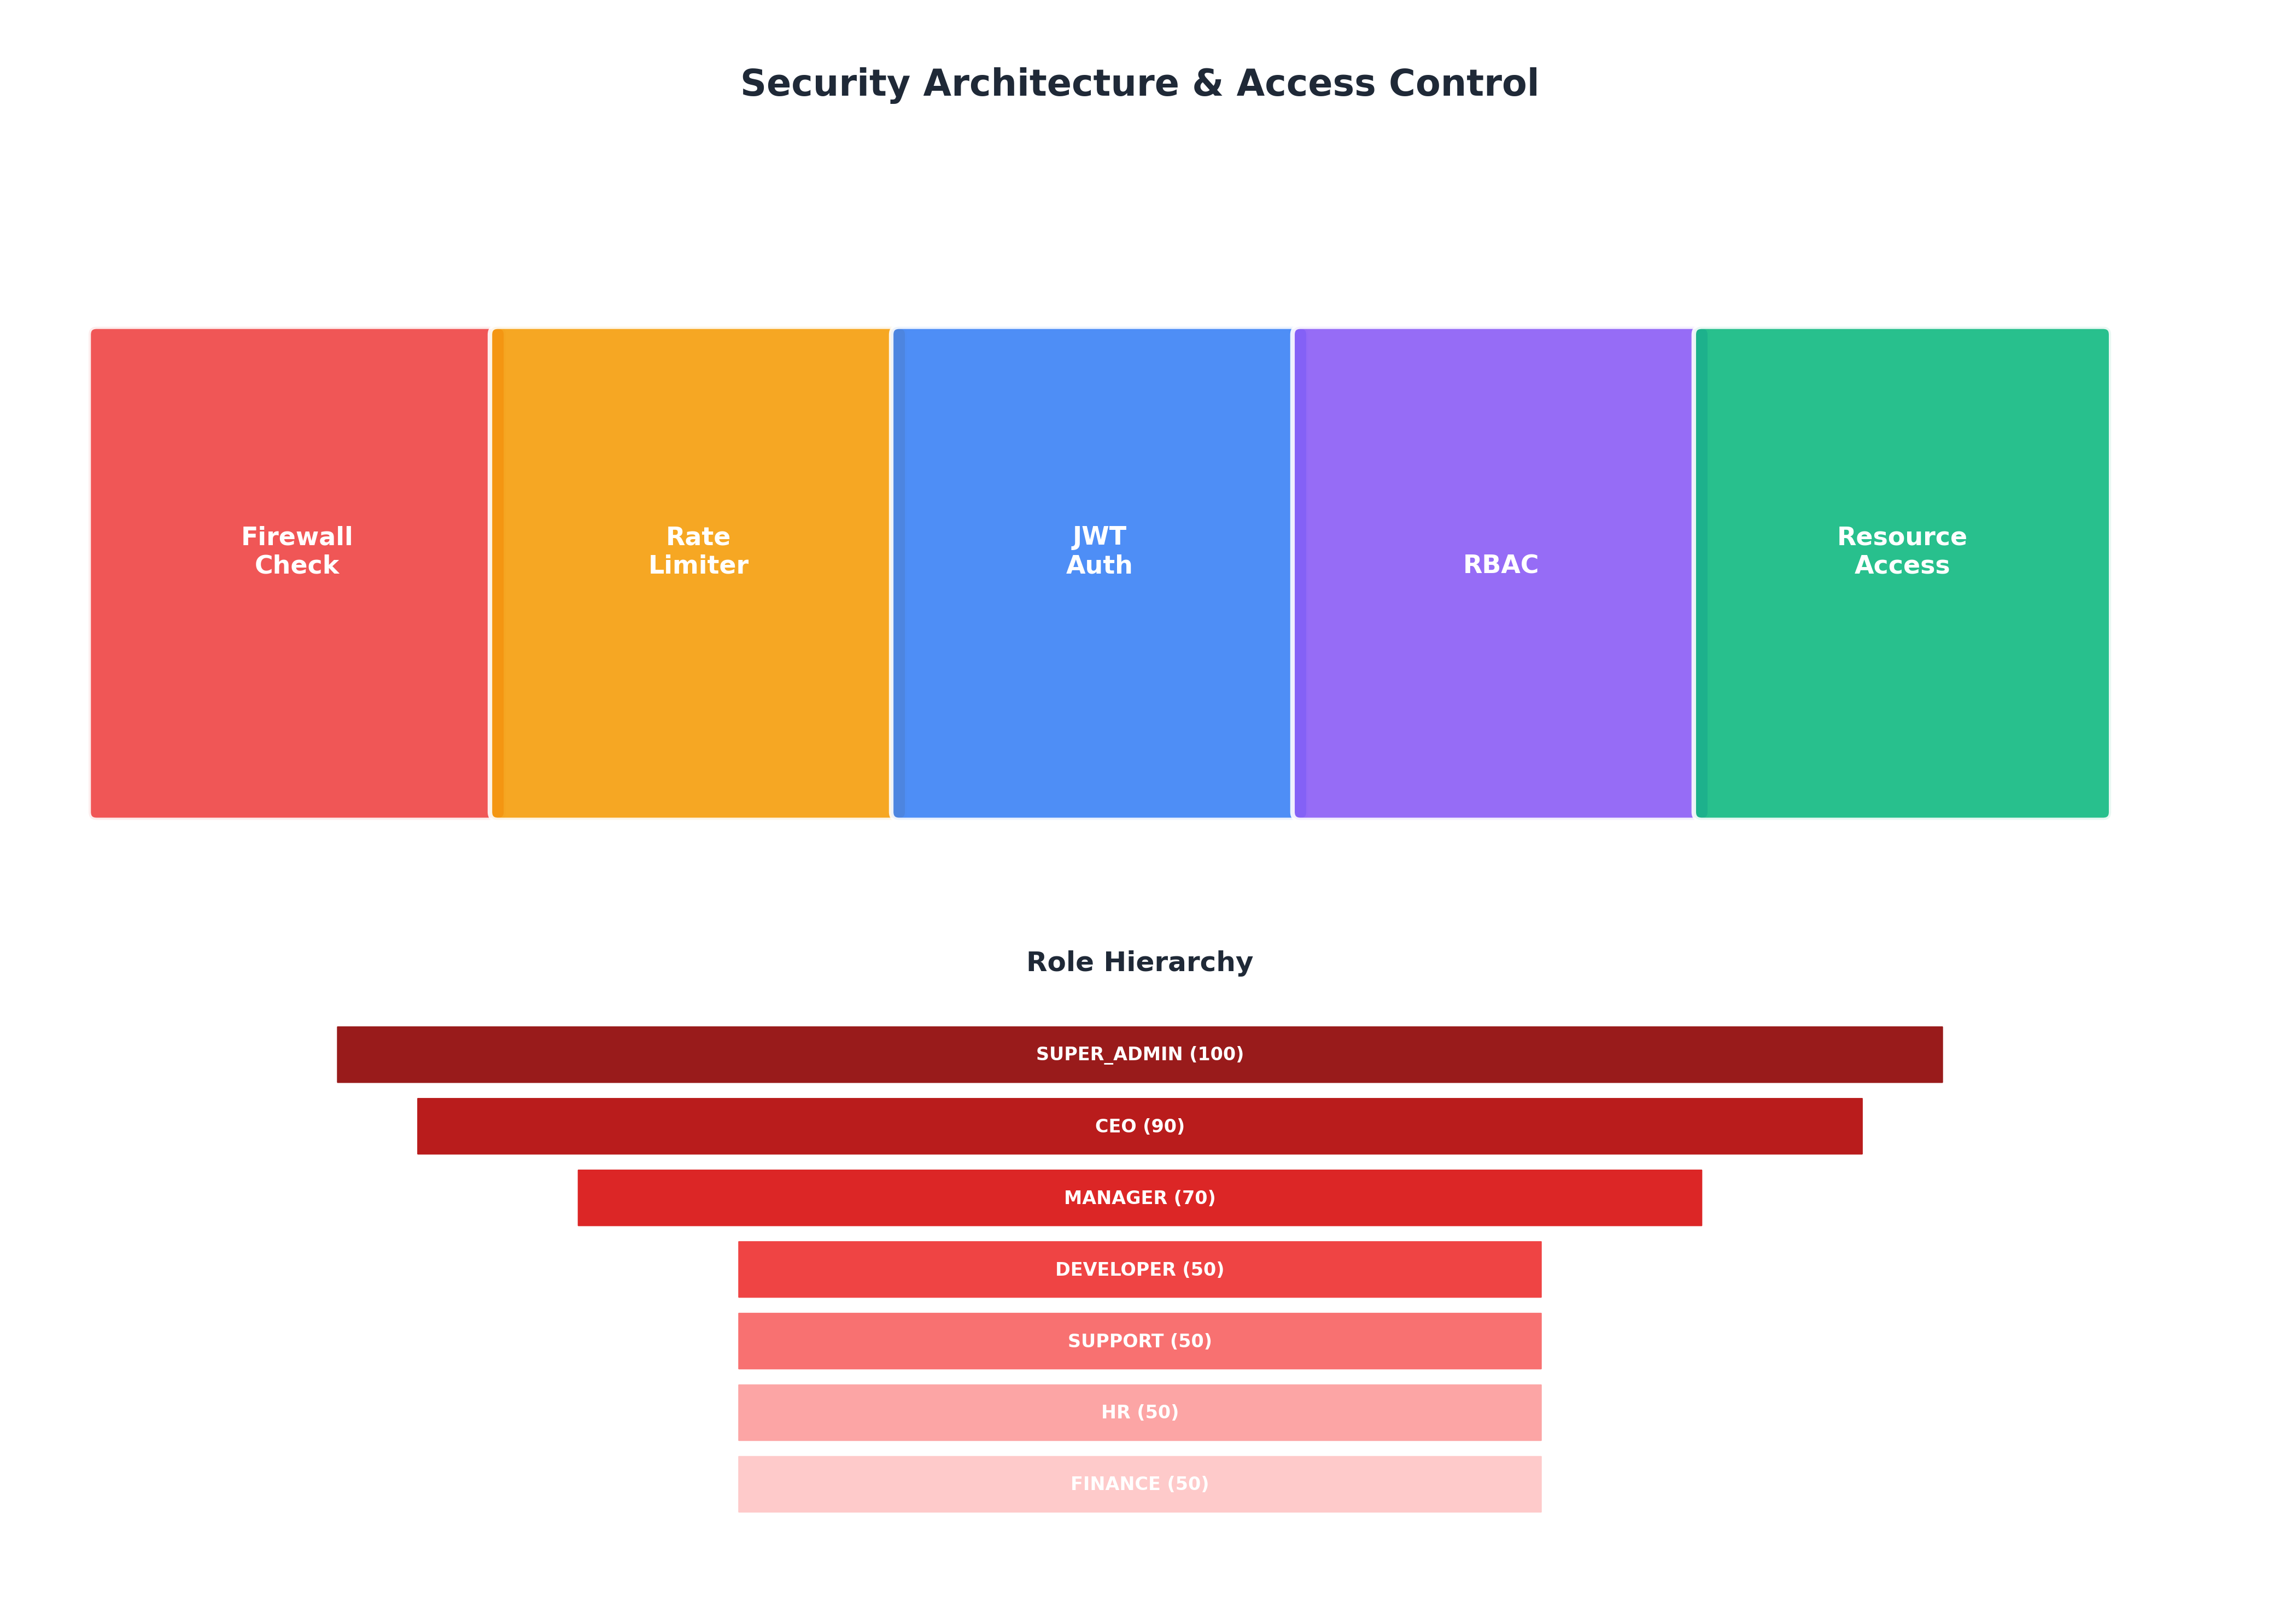 Security Architecture & Access Control
Firewall
Check
Rate
Limiter
JWT
Auth
RBAC
Resource
Access
Role Hierarchy
SUPER_ADMIN (100)
CEO (90)
MANAGER (70)
DEVELOPER (50)
SUPPORT (50)
HR (50)
FINANCE (50)